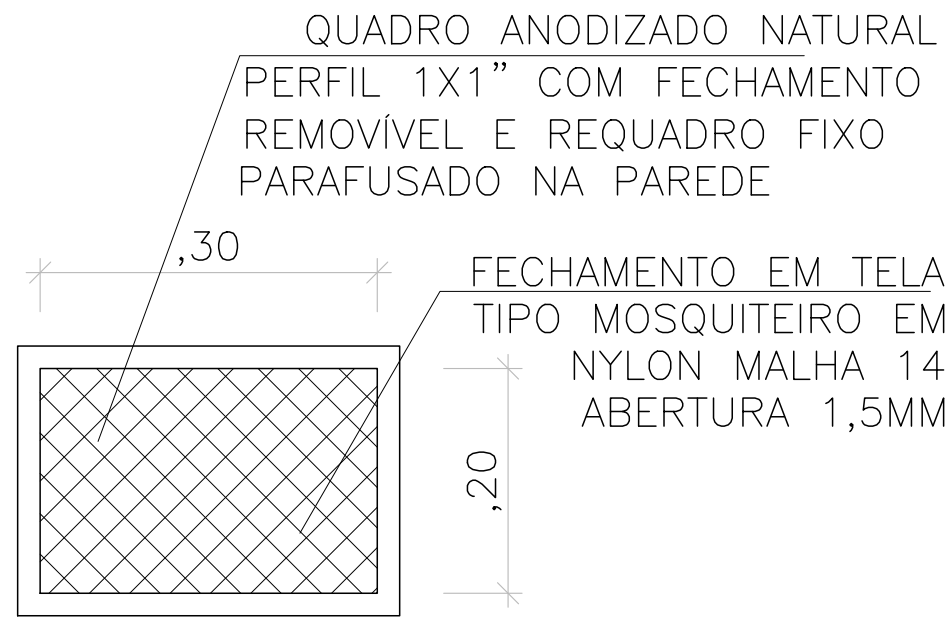 QUADRO ANODIZADO NATURAL
PERFIL 1X1” COM FECHAMENTO
REMOVÍVEL E REQUADRO FIXO
PARAFUSADO NA PAREDE
,30
FECHAMENTO EM TELA
TIPO MOSQUITEIRO EM
NYLON MALHA 14
ABERTURA 1,5MM
,20